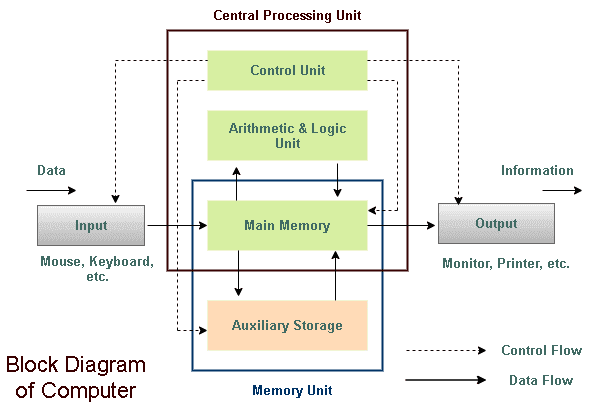 Central Processing Unit
Control Unit
Arithmetic & Logic
Unit
Data
Information
Input
Main Memory
Output
Mouse, Keyboard,
etc.
Monitor, Printer, etc.
Auxiliary Storage
Block Diagram
of Computer
Control Flow
Data Flow
Memory Unit